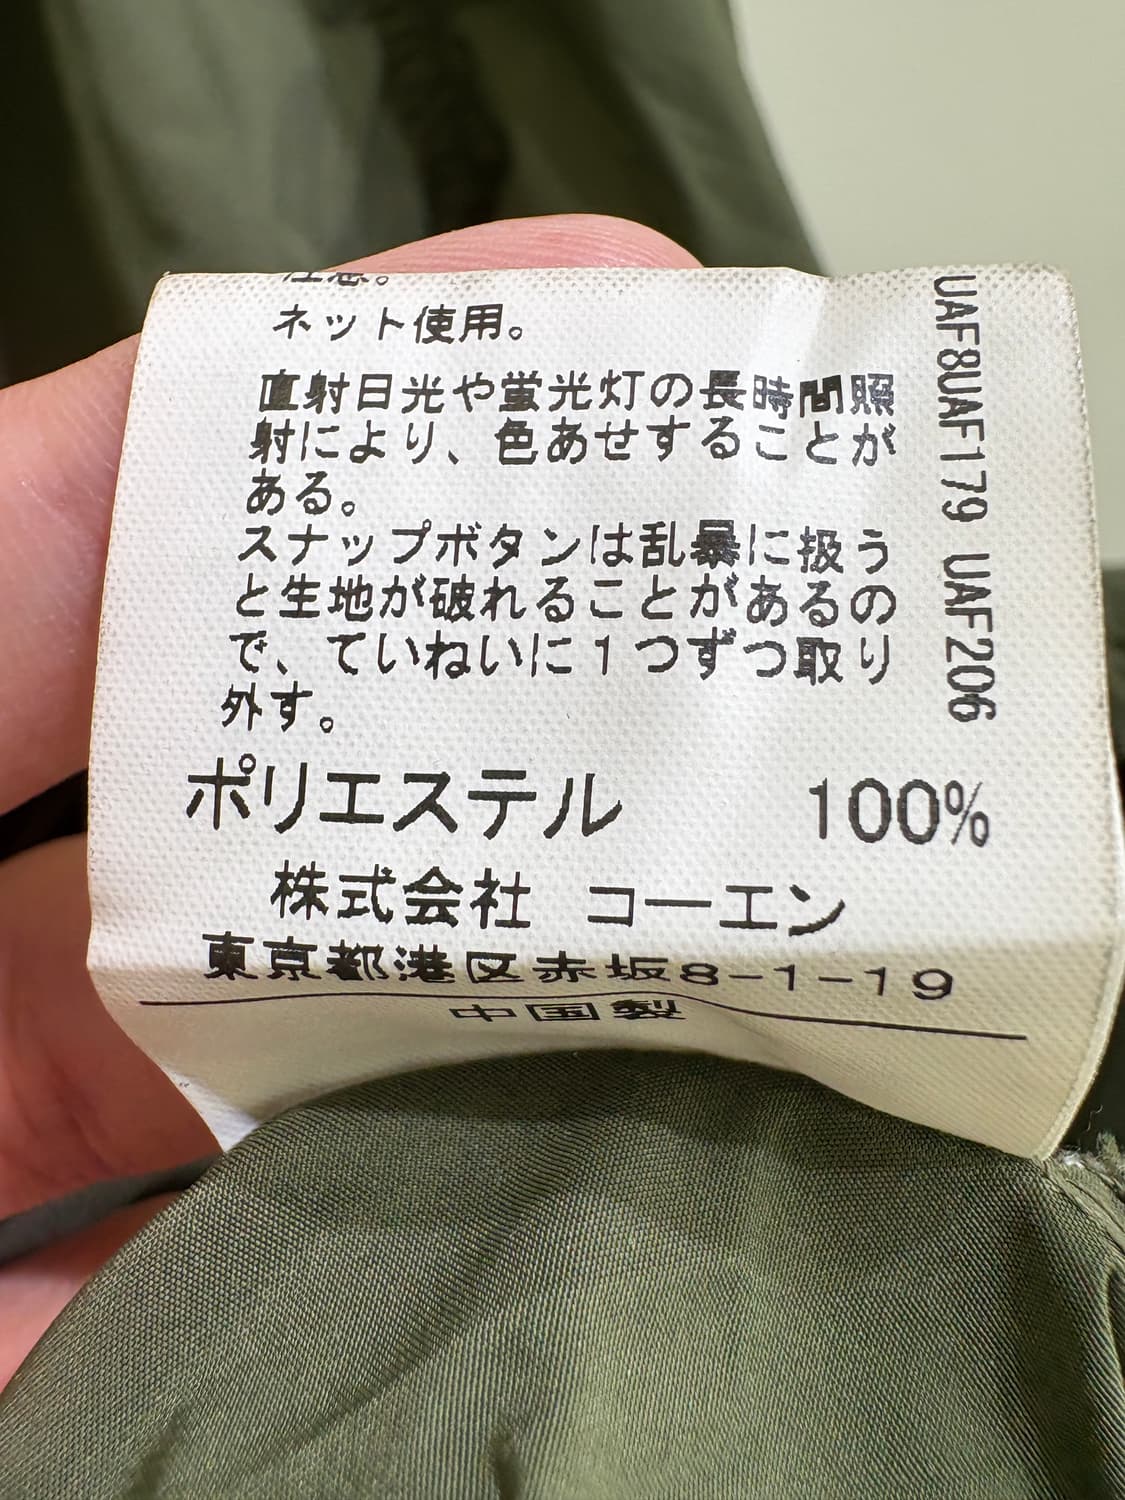 注意。
ネット使用。
直射日光や蛍光灯の長時間照
射により、色あせすることが
ある。
スナップボタンは乱暴に扱う
と生地が破れることがあるの
で、ていねいに1つずつ取り
外す。
ポリエステル 100%
株式会社 コーエン
東京都港区赤坂8-1-19
中国製
UAF8UAF179 UAF206